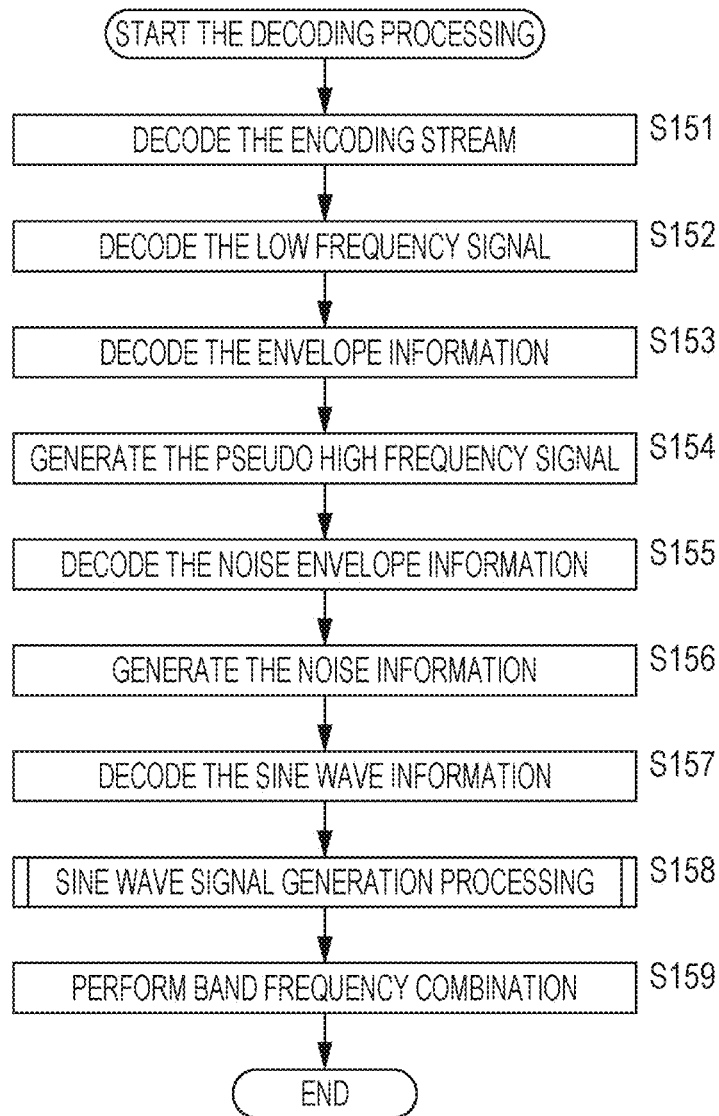 START THE DECODING PROCESSING
DECODE THE ENCODING STREAM S151
DECODE THE LOW FREQUENCY SIGNAL S152
DECODE THE ENVELOPE INFORMATION S153
GENERATE THE PSEUDO HIGH FREQUENCY SIGNAL S154
DECODE THE NOISE ENVELOPE INFORMATION S155
GENERATE THE NOISE INFORMATION S156
DECODE THE SINE WAVE INFORMATION S157
SINE WAVE SIGNAL GENERATION PROCESSING S158
PERFORM BAND FREQUENCY COMBINATION S159
END